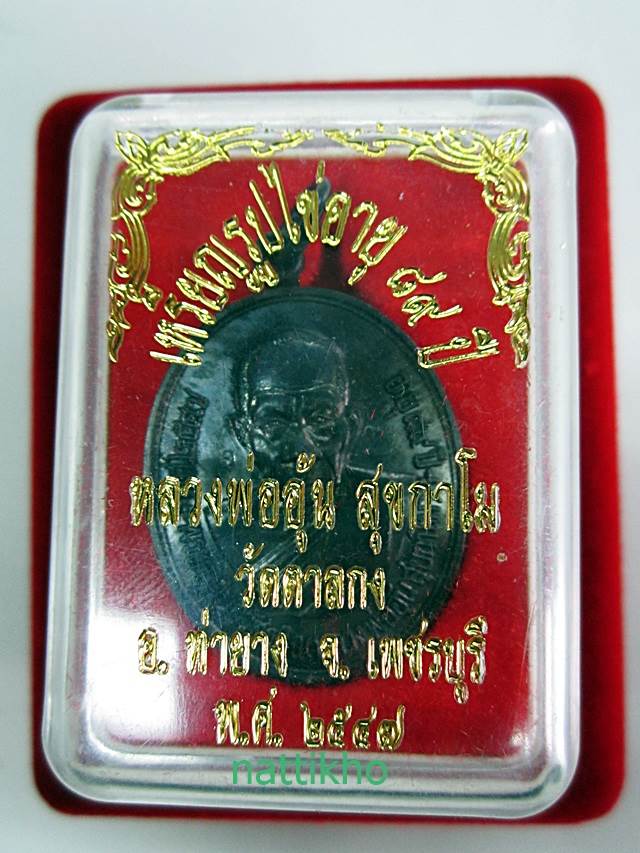 เหรียญรูปไข่อายุ ๘๙ ปี
หลวงพ่ออุ้น สุขกาโม
วัดตาลกง
อ. ท่ายาง จ. เพชรบุรี
พ.ศ. ๒๕๔๗
nattikho